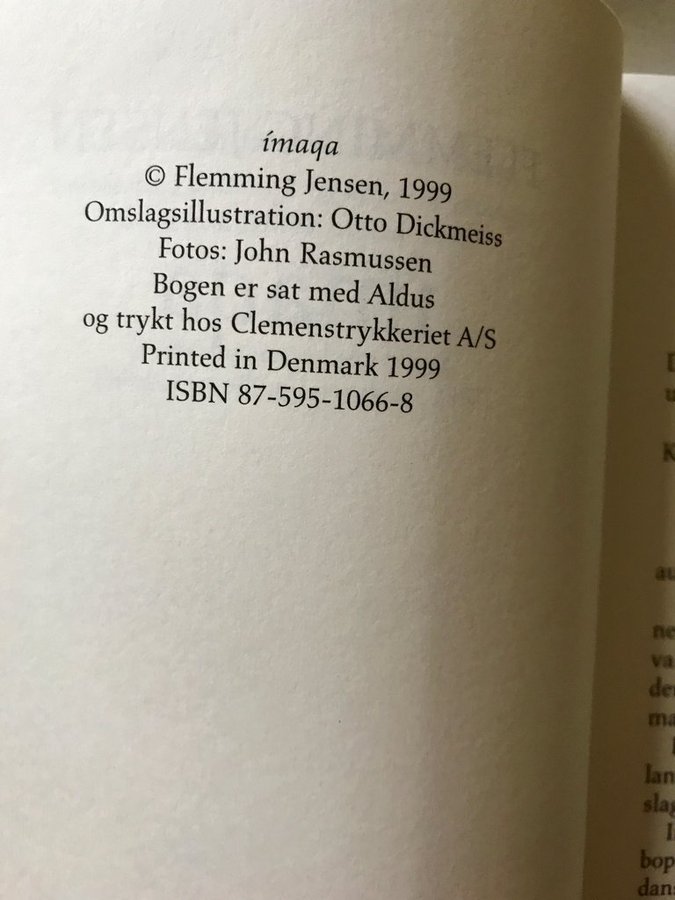 ímaqa
© Flemming Jensen, 1999
Omslagsillustration: Otto Dickmeiss
Fotos: John Rasmussen
Bogen er sat med Aldus
og trykt hos Clemenstrykkeriet A/S
Printed in Denmark 1999
ISBN 87-595-1066-8